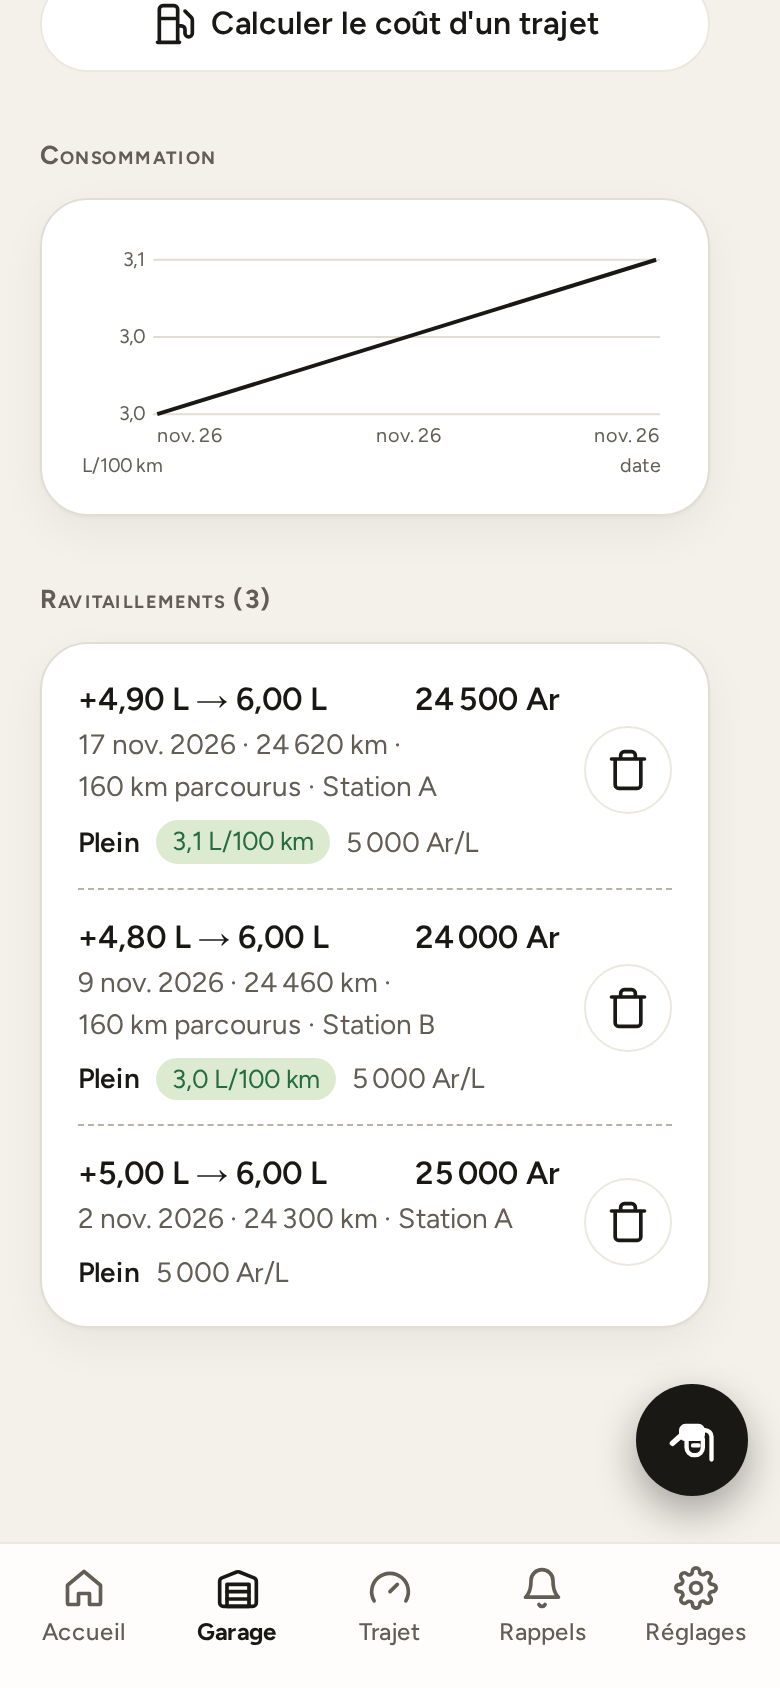 Calculer le coût d'un trajet
Consommation
3,1
3,0
3,0
nov. 26 nov. 26 nov. 26
L/100 km date
Ravitaillements (3)
+4,90 L → 6,00 L 24 500 Ar
17 nov. 2026 · 24 620 km ·
160 km parcourus · Station A
Plein 3,1 L/100 km 5 000 Ar/L
+4,80 L → 6,00 L 24 000 Ar
9 nov. 2026 · 24 460 km ·
160 km parcourus · Station B
Plein 3,0 L/100 km 5 000 Ar/L
+5,00 L → 6,00 L 25 000 Ar
2 nov. 2026 · 24 300 km · Station A
Plein 5 000 Ar/L
Accueil Garage Trajet Rappels Réglages